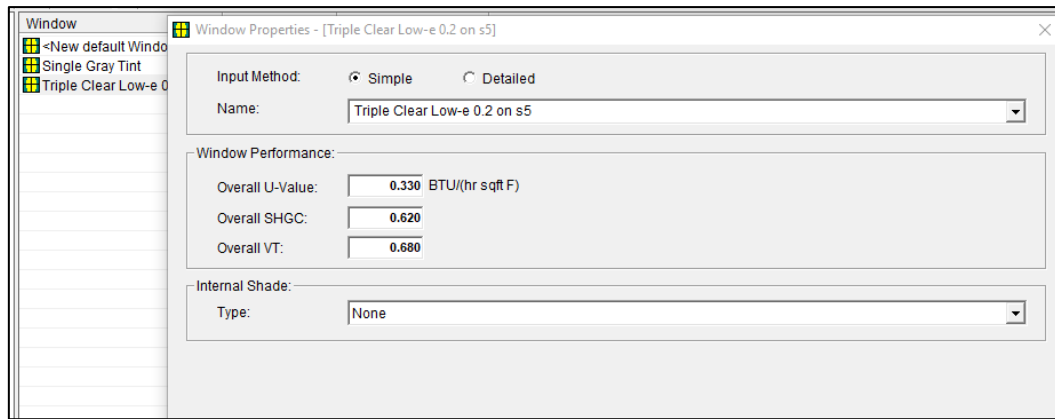 Window
<New default Windo
Single Gray Tint
Triple Clear Low-e 0
Window Properties - [Triple Clear Low-e 0.2 on s5]
Input Method: Simple Detailed
Name: Triple Clear Low-e 0.2 on s5
Window Performance:
Overall U-Value: 0.330 BTU/(hr sqft F)
Overall SHGC: 0.620
Overall VT: 0.680
Internal Shade:
Type: None